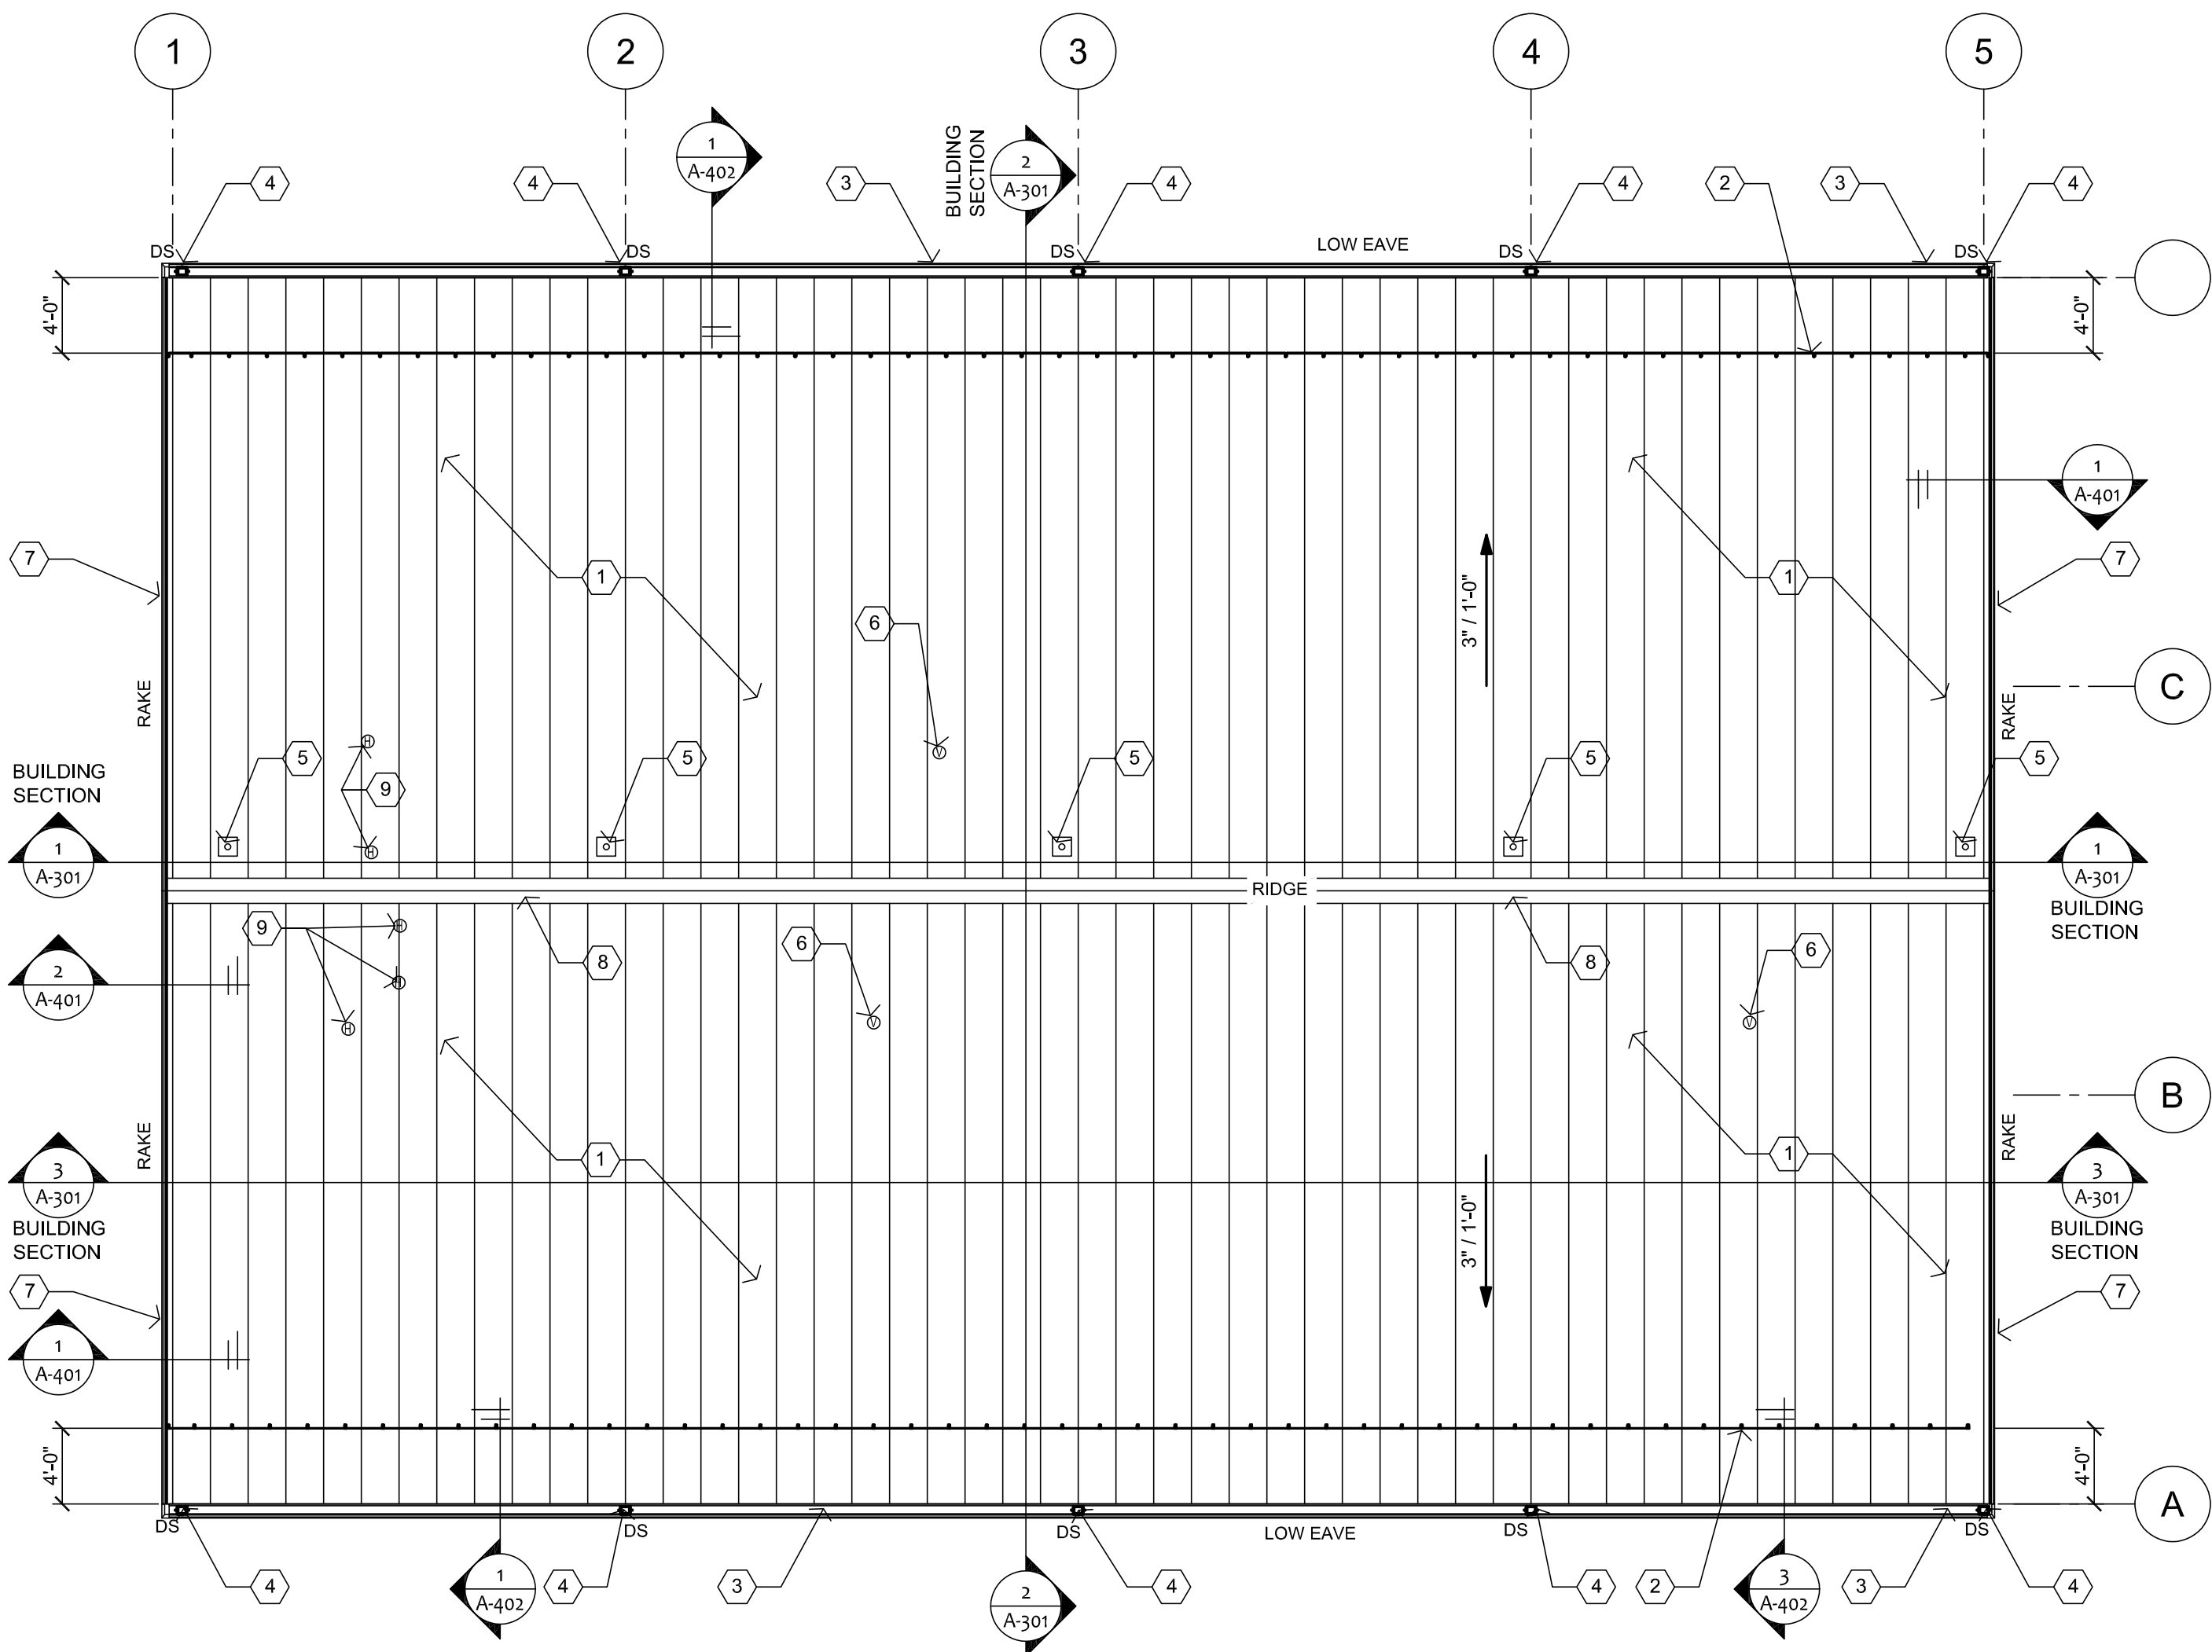 1
2
3
4
5
1
A-402
BUILDING
SECTION
2
A-301
4
4
3
4
4
2
3
4
DS
DS
DS
DS
DS
LOW EAVE
4'-0"
4'-0"
1
A-401
7
1
1
7
3" / 1'-0"
6
RAKE
RAKE
C
BUILDING
SECTION
5
9
5
5
5
5
1
A-301
1
A-301
RIDGE
BUILDING
SECTION
H
H
V
9
6
8
8
6
H
H
H
V
V
2
A-401
B
RAKE
RAKE
1
1
3
A-301
3
A-301
BUILDING
SECTION
BUILDING
SECTION
3" / 1'-0"
7
7
1
A-401
4'-0"
4'-0"
A
DS
DS
DS
DS
DS
LOW EAVE
4
1
A-402
4
3
2
A-301
4
4
2
3
A-402
3
4